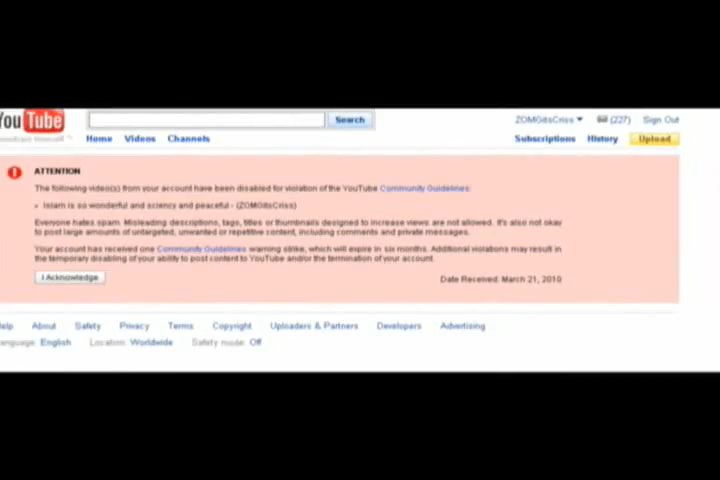 You Tube
Search
ZOMGitsCriss (227) Sign Out
Home Videos Channels
Subscriptions History Upload
ATTENTION
The following video(s) from your account have been disabled for violation of the YouTube Community Guidelines:
Islam is so wonderful and sciency and peaceful - (ZOMGitsCriss)
Everyone hates spam. Misleading descriptions, tags, titles or thumbnails designed to increase views are not allowed. It's also not okay
to post large amounts of untargeted, unwanted or repetitive content, including comments and private messages.
Your account has received one Community Guidelines warning strike, which will expire in six months. Additional violations may result in
the temporary disabling of your ability to post content to YouTube and/or the termination of your account.
I Acknowledge
Date Received: March 21, 2010
elp About Safety Privacy Terms Copyright Uploaders & Partners Developers Advertising
anguage: English Location: Worldwide Safety mode: Off